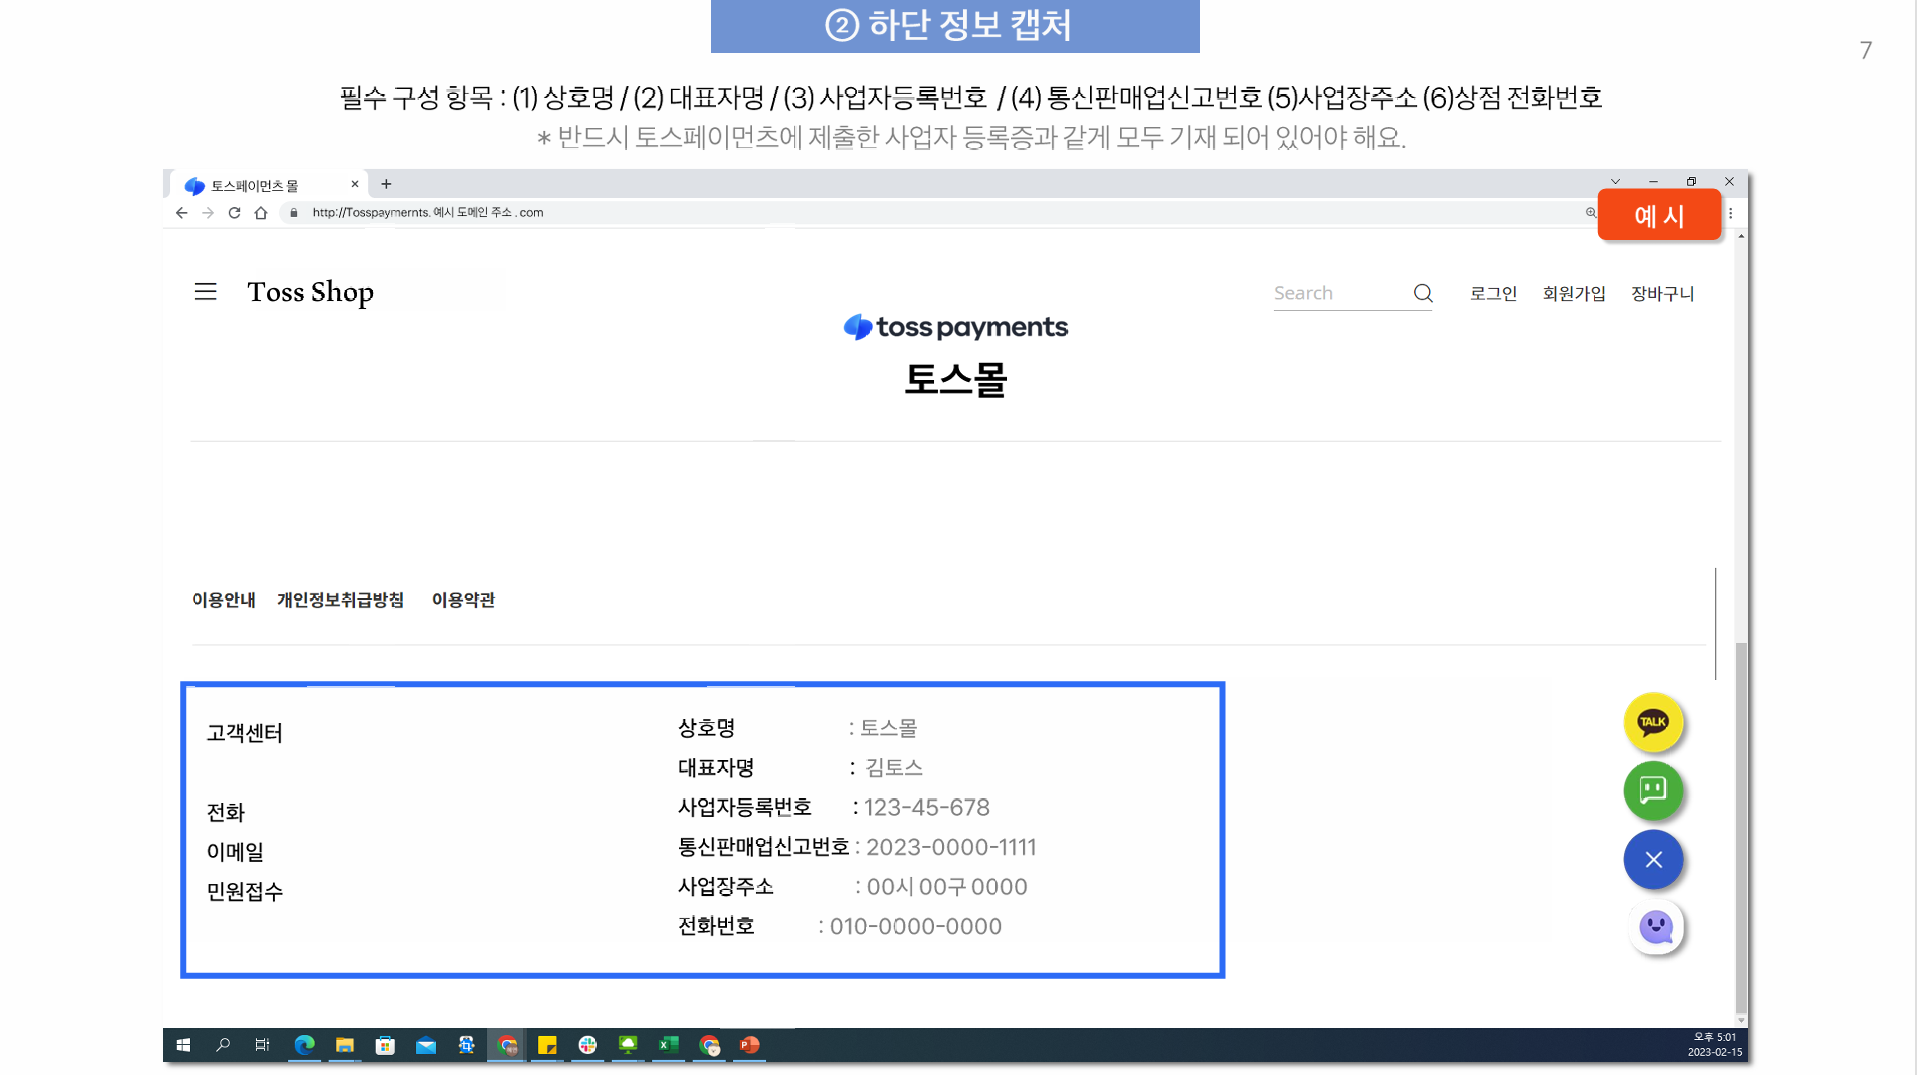 ② 하단 정보 캡처
7
필수 구성 항목 : (1) 상호명 / (2) 대표자명 / (3) 사업자등록번호 / (4) 통신판매업신고번호 (5)사업장주소 (6)상점 전화번호
* 반드시 토스페이먼츠에 제출한 사업자 등록증과 같게 모두 기재 되어 있어야 해요.
토스페이먼츠 몰
http://Tosspaymernts. 예시 도메인 주소 . com
예 시
Toss Shop
Search
로그인 회원가입 장바구니
toss payments
토스몰
이용안내 개인정보취급방침 이용약관
고객센터
전화
이메일
민원접수
상호명 : 토스몰
대표자명 : 김토스
사업자등록번호 : 123-45-678
통신판매업신고번호 : 2023-0000-1111
사업장주소 : 00시 00구 0000
전화번호 : 010-0000-0000
TALK
오후 5:01
2023-02-15